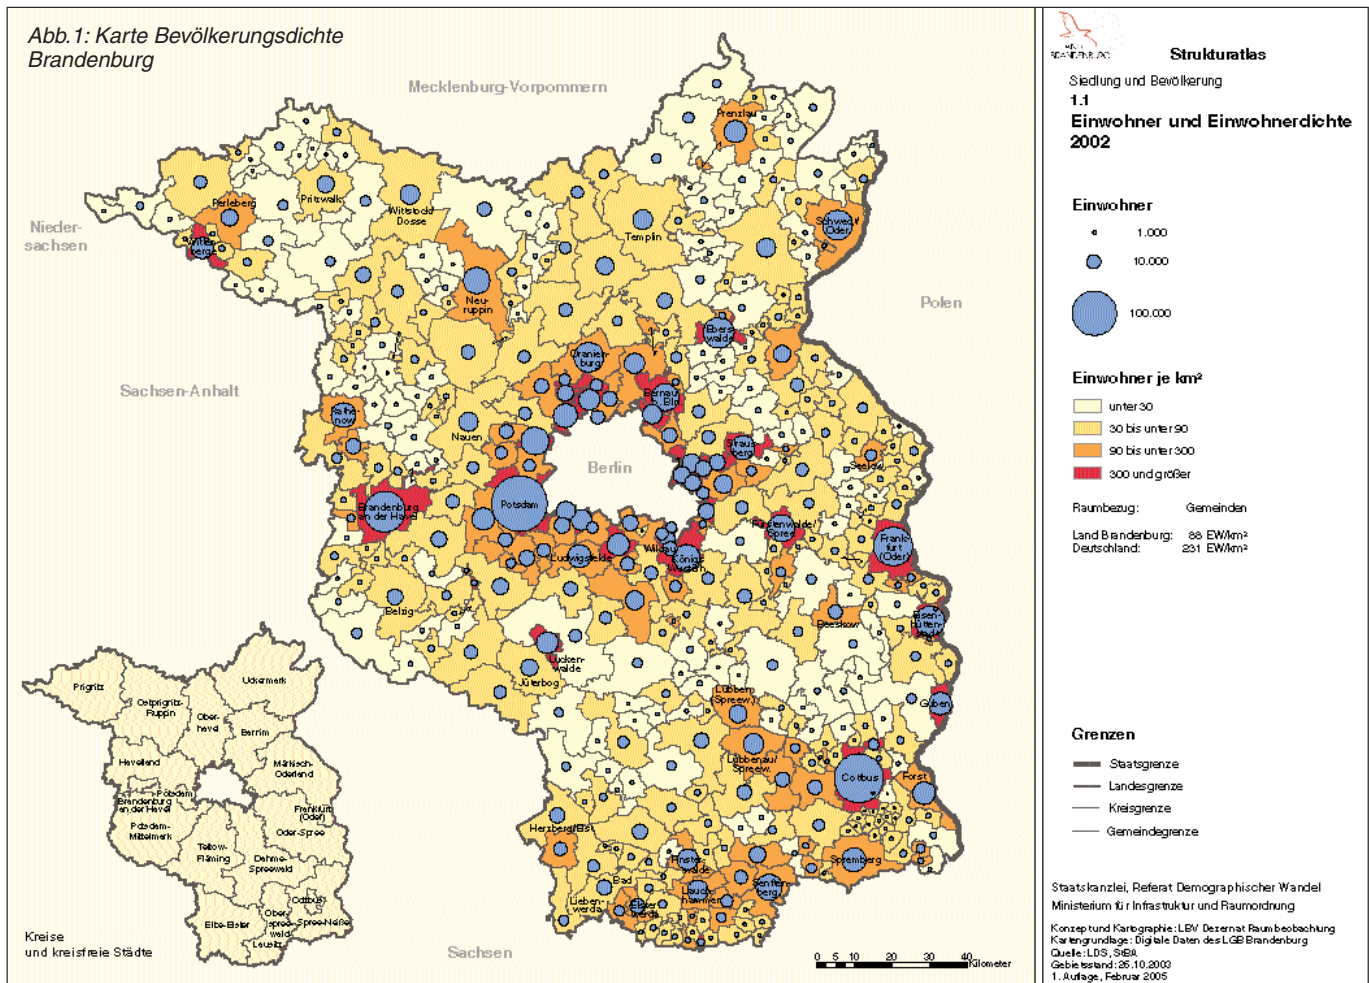 Abb.1: Karte Bevölkerungsdichte
Brandenburg
Mecklenburg-Vorpommern
Nieder-
sachsen
Sachsen-Anhalt
Polen
Sachsen
Berlin
Prenzlau
Perleberg
Pritzwalk
Wittstock/
Dosse
Witten-
berge
Templin
Schwedt/
(Oder)
Neu-
ruppin
Ebers-
walde
Oranien-
burg
Bernau
b. Bln.
Rathe-
now
Nauen
Straus-
berg
Seelow
Potsdam
Brandenburg
an der Havel
Fürstenwalde/
Spree
Frank-
furt
(Oder)
Ludwigsfelde
Wildau
Königs
Wusterh.
Belzig
Beeskow
Eisen-
Hütten-
stadt
Lucken-
walde
Jüterbog
Lübben
(Spreew.)
Guben
Lübbenau/
Spreew.
Cottbus
Forst
Herzberg/Elst.
Finster-
walde
Spremberg
Bad
Lieben-
werda
Lauch-
hammer
Senften-
berg
Elster-
werda
Prignitz
Ostprignitz-
Ruppin
Ober-
havel
Uckermark
Barnim
Havelland
Märkisch-
Oderland
Potsdam
Brandenburg
an der Havel
Frankfurt
(Oder)
Potsdam-
Mittelmark
Oder-Spree
Teltow-
Fläming
Dahme-
Spreewald
Cottbus
Elbe-Elster
Ober-
spree-
wald-
Lausitz
Spree-Neiße
Kreise
und kreisfreie Städte
0 5 10 20 30 40
Kilometer
BRANDENBURG
Strukturatlas
Siedlung und Bevölkerung
1.1
Einwohner und Einwohnerdichte
2002
Einwohner
1.000
10.000
100.000
Einwohner je km²
unter 30
30 bis unter 90
90 bis unter 300
300 und größer
Raumbezug: Gemeinden
Land Brandenburg: 88 EW/km²
Deutschland: 231 EW/km²
Grenzen
Staatsgrenze
Landesgrenze
Kreisgrenze
Gemeindegrenze
Staatskanzlei, Referat Demographischer Wandel
Ministerium für Infrastruktur und Raumordnung
Konzept und Kartographie: LBV Dezernat Raumbeobachtung
Kartengrundlage: Digitale Daten des LGB Brandenburg
Quelle: LDS, StBA
Gebietsstand: 26.10.2003
1. Auflage, Februar 2005